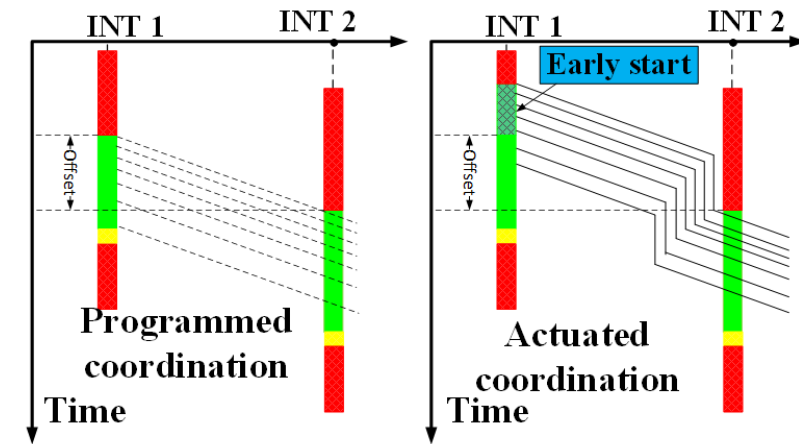 INT 1
INT 2
Offset
Programmed
coordination
Time
INT 1
INT 2
Early start
Offset
Actuated
coordination
Time